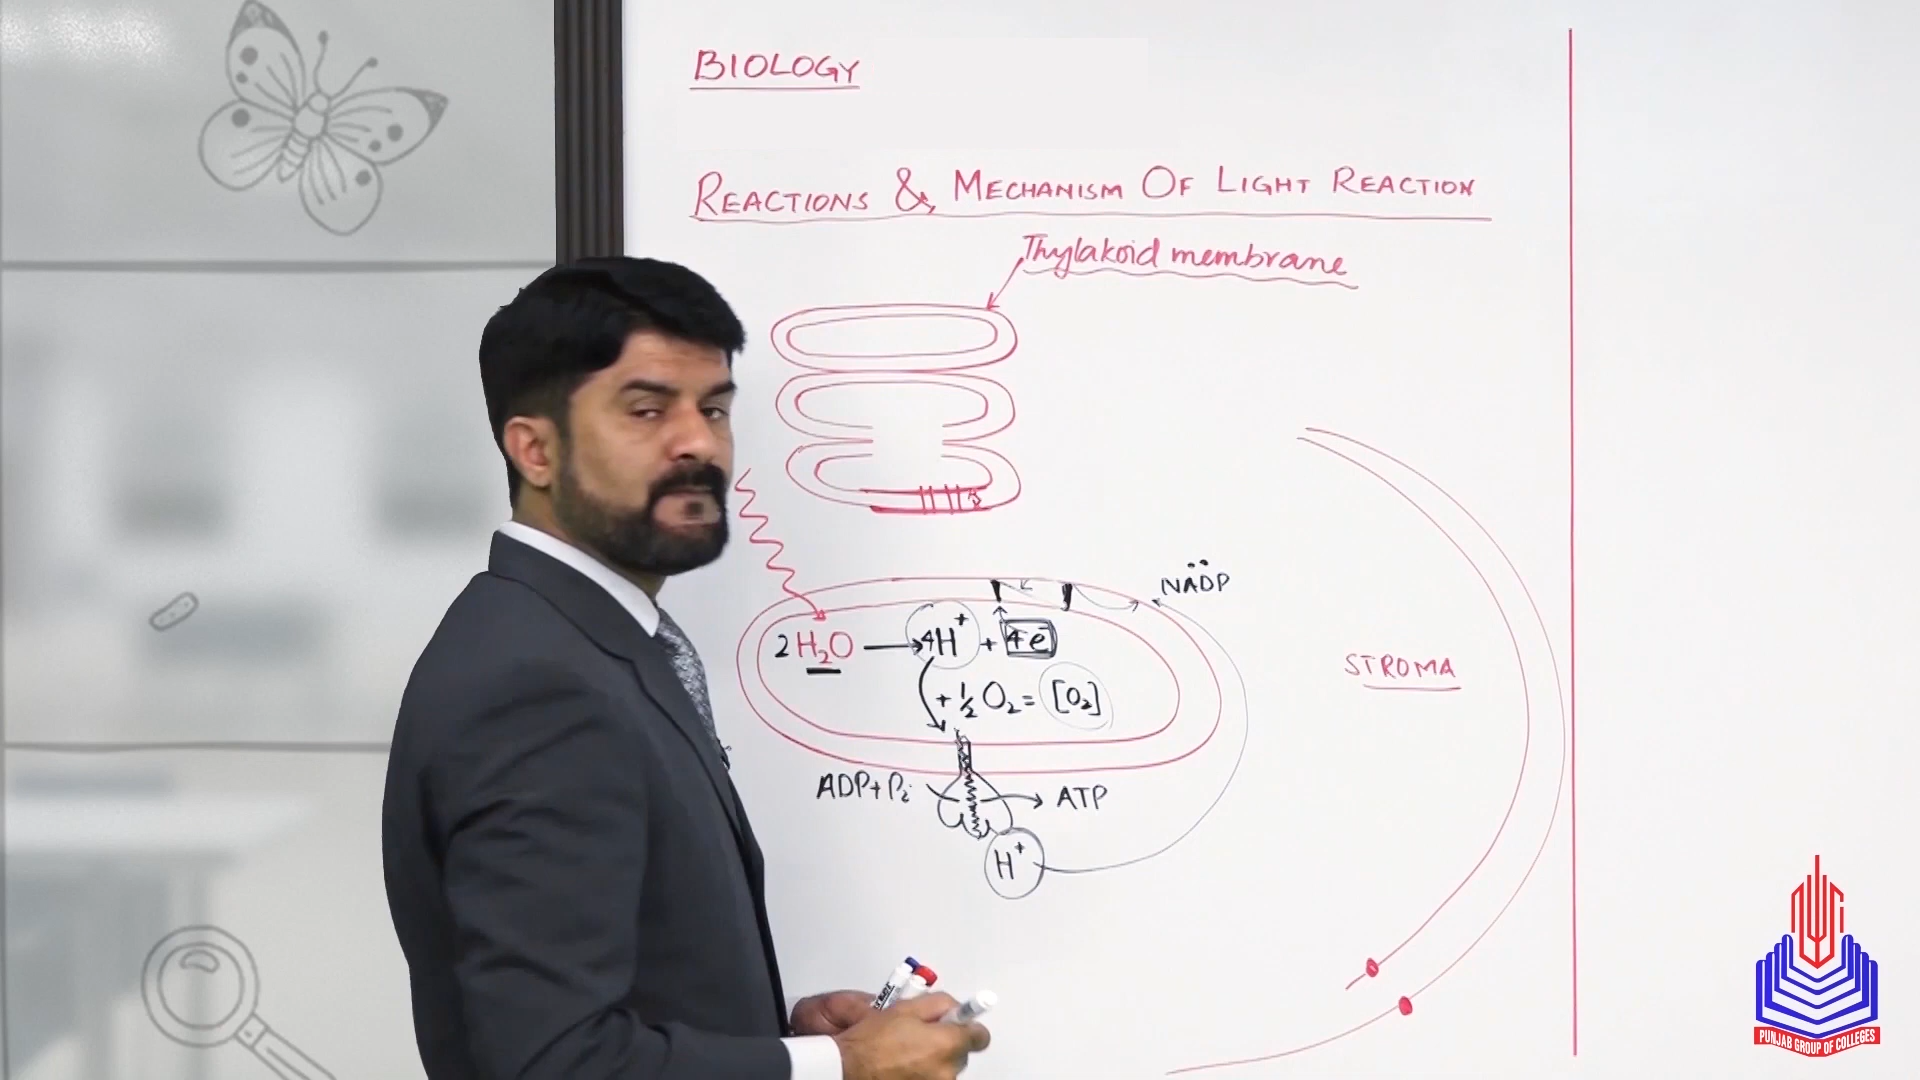 BIOLOGY
REACTIONS & MECHANISM OF LIGHT REACTION
Thylakoid membrane
NADP
2 H₂O → 4H⁺ + 4e⁻
+ ½ O₂ = [O₂]
STROMA
ADP + Pi → ATP
H⁺
PUNJAB GROUP OF COLLEGES